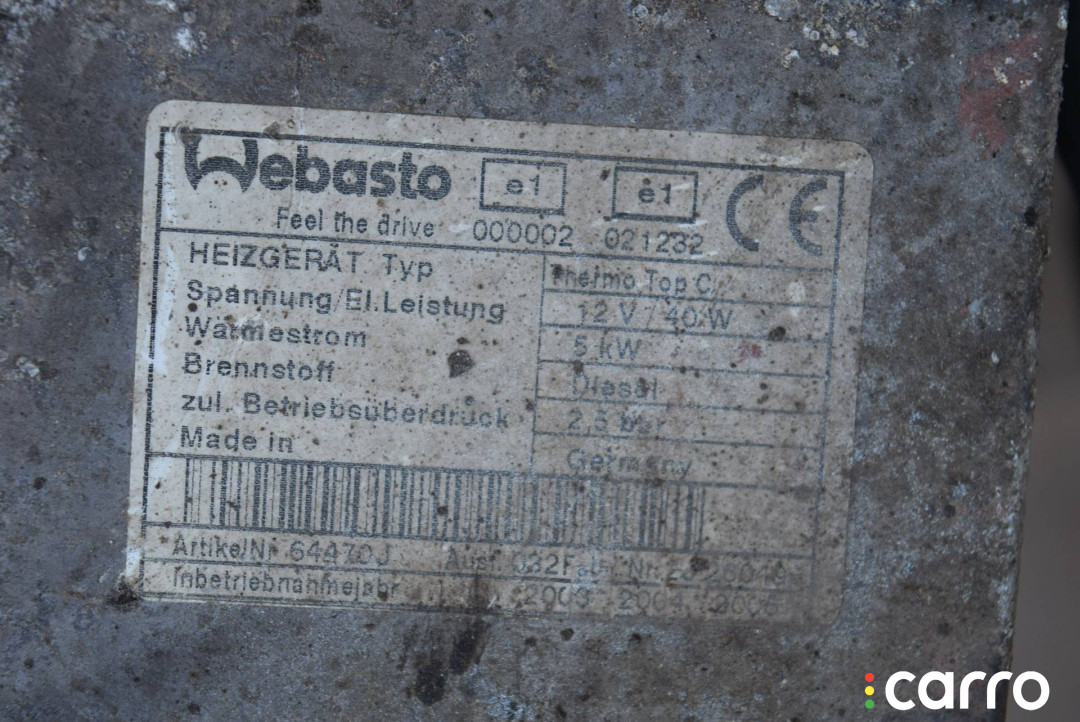 Webasto e1 e1 CE
Feel the drive 000002 021232
HEIZGERÄT Typ Thermo Top C
Spannung/El.Leistung 12 V / 40 W
Wärmestrom 5 kW
Brennstoff Diesel
zul. Betriebsüberdruck 2,5 bar
Made in Germany
Artikel Nr. 64470J Ausf.
Inbetriebnahmejahr 2003 2004 2005
carro